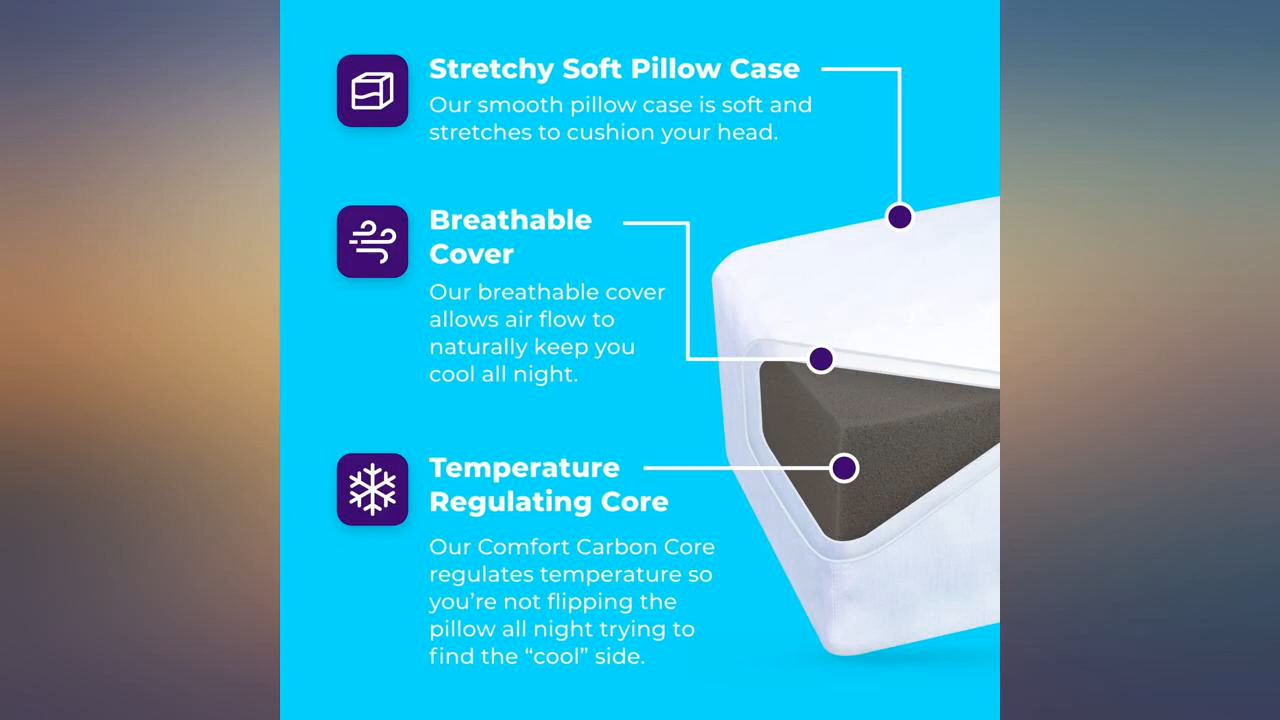 Stretchy Soft Pillow Case
Our smooth pillow case is soft and
stretches to cushion your head.
Breathable
Cover
Our breathable cover
allows air flow to
naturally keep you
cool all night.
Temperature
Regulating Core
Our Comfort Carbon Core
regulates temperature so
you’re not flipping the
pillow all night trying to
find the “cool” side.